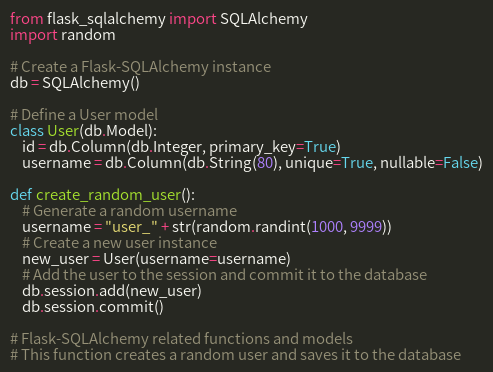 from flask_sqlalchemy import SQLAlchemy
import random

# Create a Flask-SQLAlchemy instance
db = SQLAlchemy()

# Define a User model
class User(db.Model):
    id = db.Column(db.Integer, primary_key=True)
    username = db.Column(db.String(80), unique=True, nullable=False)

def create_random_user():
    # Generate a random username
    username = "user_" + str(random.randint(1000, 9999))
    # Create a new user instance
    new_user = User(username=username)
    # Add the user to the session and commit it to the database
    db.session.add(new_user)
    db.session.commit()

# Flask-SQLAlchemy related functions and models
# This function creates a random user and saves it to the database